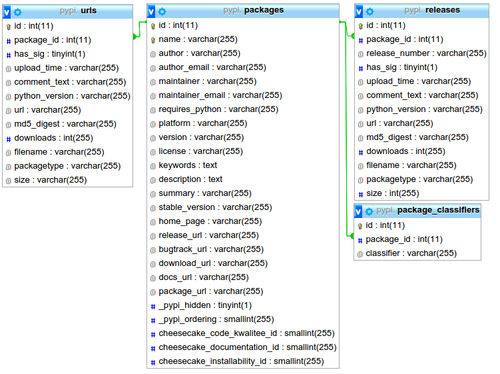 pypi urls
id : int(11)
package_id : int(11)
has_sig : tinyint(1)
upload_time : varchar(255)
comment_text : varchar(255)
python_version : varchar(255)
url : varchar(255)
md5_digest : varchar(255)
downloads : int(255)
filename : varchar(255)
packagetype : varchar(255)
size : varchar(255)
pypi packages
id : int(11)
name : varchar(255)
author : varchar(255)
author_email : varchar(255)
maintainer : varchar(255)
maintainer_email : varchar(255)
requires_python : varchar(255)
platform : varchar(255)
version : varchar(255)
license : varchar(255)
keywords : text
description : text
summary : varchar(255)
stable_version : varchar(255)
home_page : varchar(255)
release_url : varchar(255)
bugtrack_url : varchar(255)
download_url : varchar(255)
docs_url : varchar(255)
package_url : varchar(255)
_pypi_hidden : tinyint(1)
_pypi_ordering : smallint(255)
cheesecake_code_kwalitee_id : smallint(255)
cheesecake_documentation_id : smallint(255)
cheesecake_installability_id : smallint(255)
pypi releases
id : int(11)
package_id : int(11)
release_number : varchar(255)
has_sig : tinyint(1)
upload_time : varchar(255)
comment_text : varchar(255)
python_version : varchar(255)
url : varchar(255)
md5_digest : varchar(255)
downloads : int(255)
filename : varchar(255)
packagetype : varchar(255)
size : int(255)
pypi package_classifiers
id : int(11)
package_id : int(11)
classifier : varchar(255)